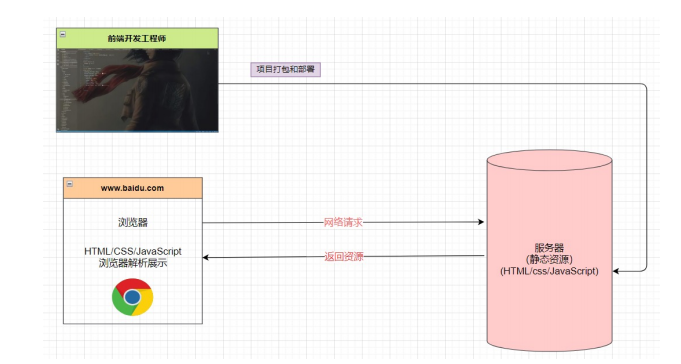 前端开发工程师
项目打包和部署
www.baidu.com
浏览器
网络请求
HTML/CSS/JavaScript
浏览器解析展示
返回资源
服务器
(静态资源)
(HTML/css/JavaScript)